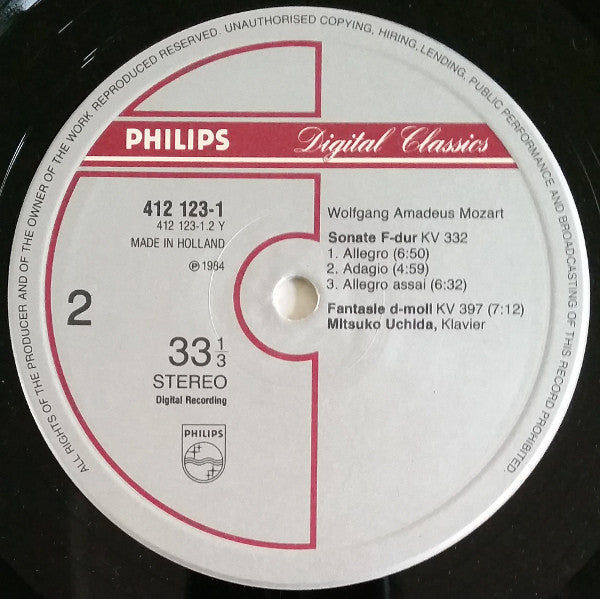 ALL RIGHTS OF THE PRODUCER AND OF THE OWNER OF THE WORK REPRODUCED RESERVED. UNAUTHORISED COPYING, HIRING, LENDING, PUBLIC PERFORMANCE AND BROADCASTING OF THIS RECORD PROHIBITED.
PHILIPS Digital Classics
412 123-1
412 123-1.2 Y
MADE IN HOLLAND
℗ 1984
2
33 1/3
STEREO
Digital Recording
PHILIPS
Wolfgang Amadeus Mozart
Sonate F-dur KV 332
1. Allegro (6:50)
2. Adagio (4:59)
3. Allegro assai (6:32)
Fantasie d-moll KV 397 (7:12)
Mitsuko Uchida, Klavier